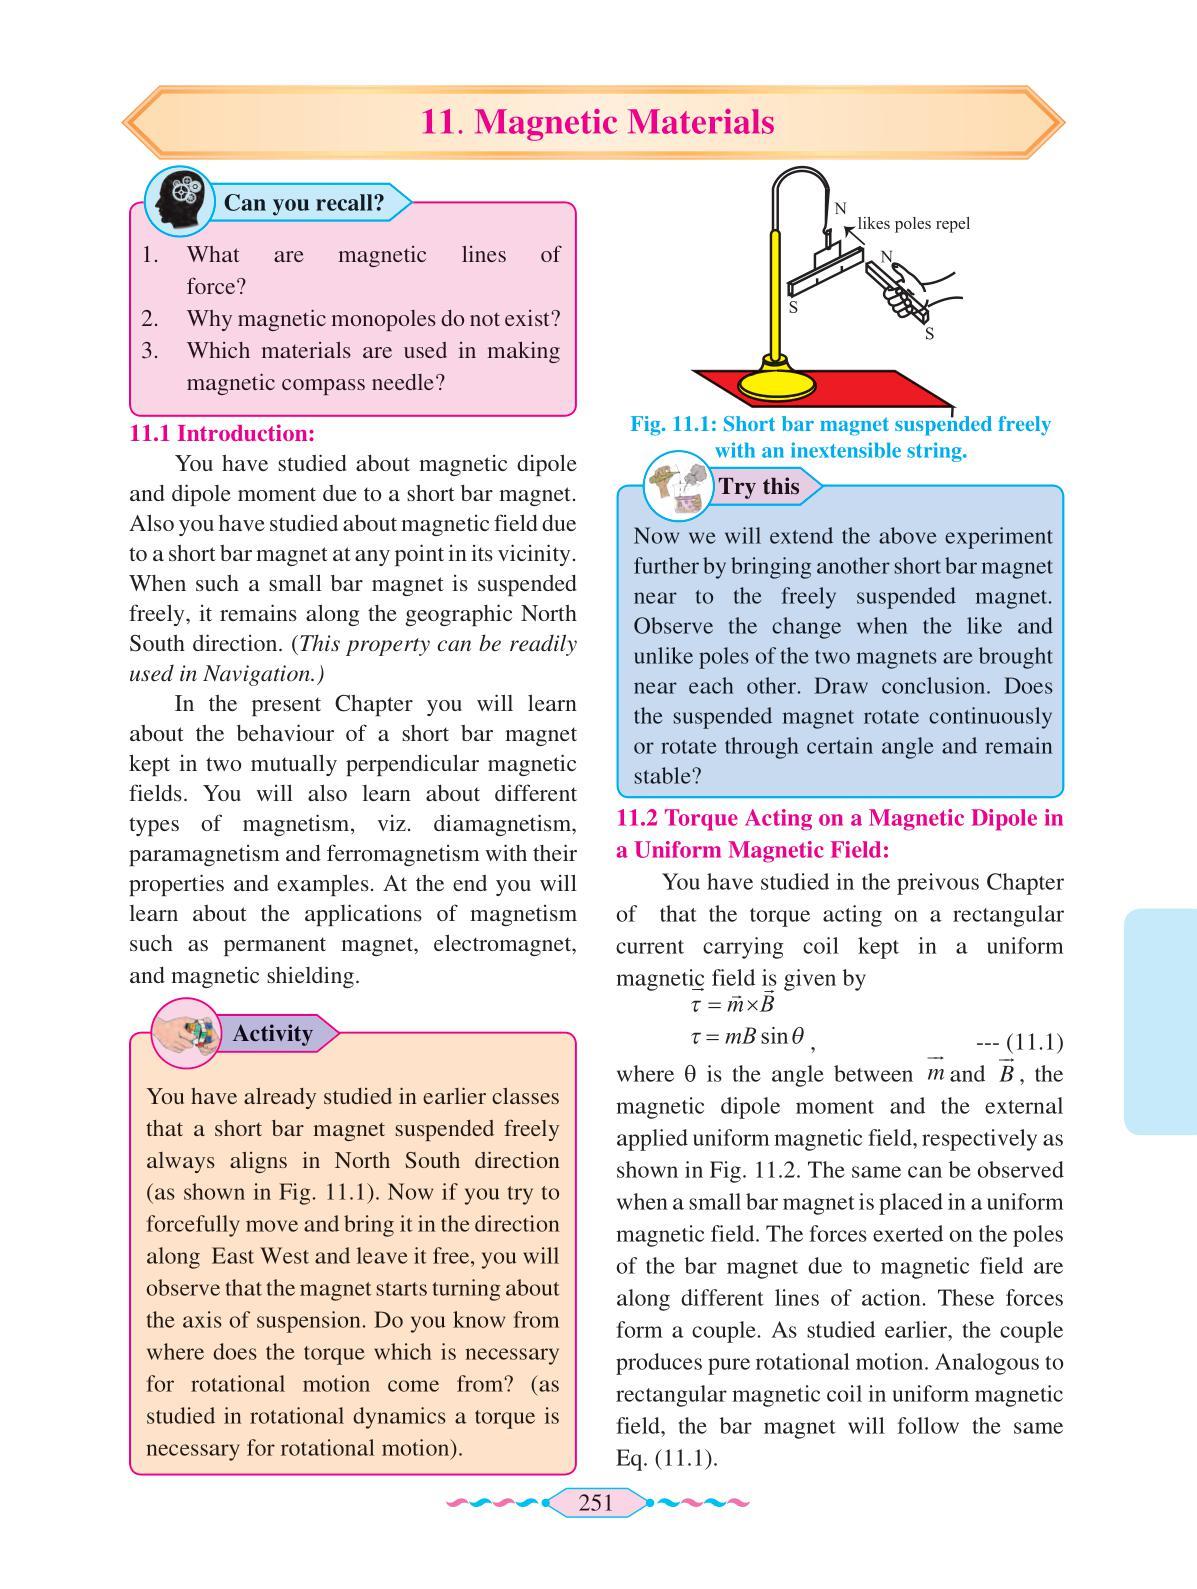 11. Magnetic Materials
Can you recall?
1. What are magnetic lines of
force?
2. Why magnetic monopoles do not exist?
3. Which materials are used in making
magnetic compass needle?
11.1 Introduction:
You have studied about magnetic dipole
and dipole moment due to a short bar magnet.
Also you have studied about magnetic field due
to a short bar magnet at any point in its vicinity.
When such a small bar magnet is suspended
freely, it remains along the geographic North
South direction. (This property can be readily
used in Navigation.)
In the present Chapter you will learn
about the behaviour of a short bar magnet
kept in two mutually perpendicular magnetic
fields. You will also learn about different
types of magnetism, viz. diamagnetism,
paramagnetism and ferromagnetism with their
properties and examples. At the end you will
learn about the applications of magnetism
such as permanent magnet, electromagnet,
and magnetic shielding.
Activity
You have already studied in earlier classes
that a short bar magnet suspended freely
always aligns in North South direction
(as shown in Fig. 11.1). Now if you try to
forcefully move and bring it in the direction
along East West and leave it free, you will
observe that the magnet starts turning about
the axis of suspension. Do you know from
where does the torque which is necessary
for rotational motion come from? (as
studied in rotational dynamics a torque is
necessary for rotational motion).
N
likes poles repel
N
S
S
Fig. 11.1: Short bar magnet suspended freely
with an inextensible string.
Try this
Now we will extend the above experiment
further by bringing another short bar magnet
near to the freely suspended magnet.
Observe the change when the like and
unlike poles of the two magnets are brought
near each other. Draw conclusion. Does
the suspended magnet rotate continuously
or rotate through certain angle and remain
stable?
11.2 Torque Acting on a Magnetic Dipole in
a Uniform Magnetic Field:
You have studied in the preivous Chapter
of that the torque acting on a rectangular
current carrying coil kept in a uniform
magnetic field is given by
τ⃗ = m⃗ × B⃗
τ = mB sin θ , --- (11.1)
where θ is the angle between m⃗ and B⃗ , the
magnetic dipole moment and the external
applied uniform magnetic field, respectively as
shown in Fig. 11.2. The same can be observed
when a small bar magnet is placed in a uniform
magnetic field. The forces exerted on the poles
of the bar magnet due to magnetic field are
along different lines of action. These forces
form a couple. As studied earlier, the couple
produces pure rotational motion. Analogous to
rectangular magnetic coil in uniform magnetic
field, the bar magnet will follow the same
Eq. (11.1).
251